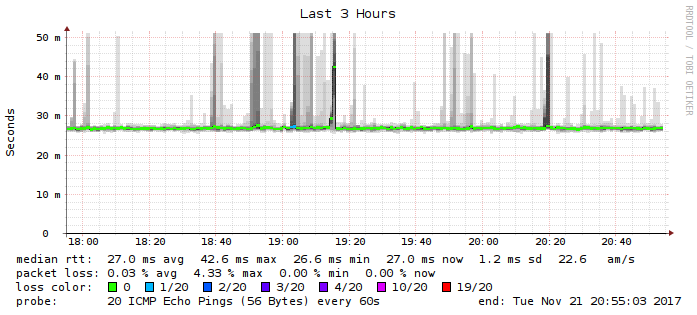 Last 3 Hours
RRDTOOL / TOBI OETIKER
Seconds
50 m
40 m
30 m
20 m
10 m
0
18:00 18:20 18:40 19:00 19:20 19:40 20:00 20:20 20:40
median rtt: 27.0 ms avg 42.6 ms max 26.6 ms min 27.0 ms now 1.2 ms sd 22.6 am/s
packet loss: 0.03 % avg 4.33 % max 0.00 % min 0.00 % now
loss color: 0 1/20 2/20 3/20 4/20 10/20 19/20
probe: 20 ICMP Echo Pings (56 Bytes) every 60s end: Tue Nov 21 20:55:03 2017